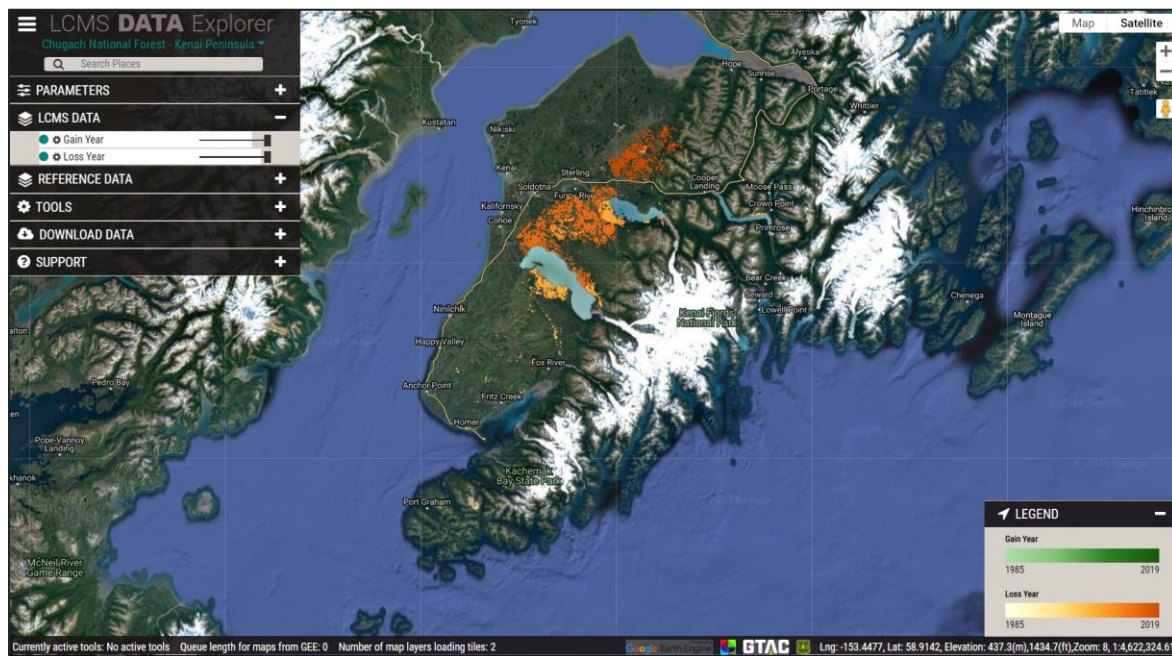 LCMS DATA Explorer
Chugach National Forest - Kenai Peninsula
Search Places
PARAMETERS
LCMS DATA
Gain Year
Loss Year
REFERENCE DATA
TOOLS
DOWNLOAD DATA
SUPPORT
Map Satellite
Tyonek
Alyeska
Hope
Sunrise
Portage
Whittier
Tatitlek
Kustatan
Nikiski
Kenai
Sterling
Soldotna
Funny River
Cooper
Landing
Moose Pass
Crown Point
Primrose
Kalifornsky
Cohoe
Hinchinbro
Island
Bear Creek
Seward
Lowell Point
Chenega
Montague
Island
Ninilchik
Kenai Fjords
National Park
Happy Valley
Fox River
Anchor Point
Fritz Creek
Homer
Pedro Bay
Pope-Vannoy
Landing
khanok
Kachemak
Bay State Park
Port Graham
McNeil River
Game Range
LEGEND
Gain Year
1985 2019
Loss Year
1985 2019
Currently active tools: No active tools Queue length for maps from GEE: 0 Number of map layers loading tiles: 2
Google Earth Engine
GTAC
Lng: -153.4477, Lat: 58.9142, Elevation: 437.3(m),1434.7(ft),Zoom: 8, 1:4,622,324.6